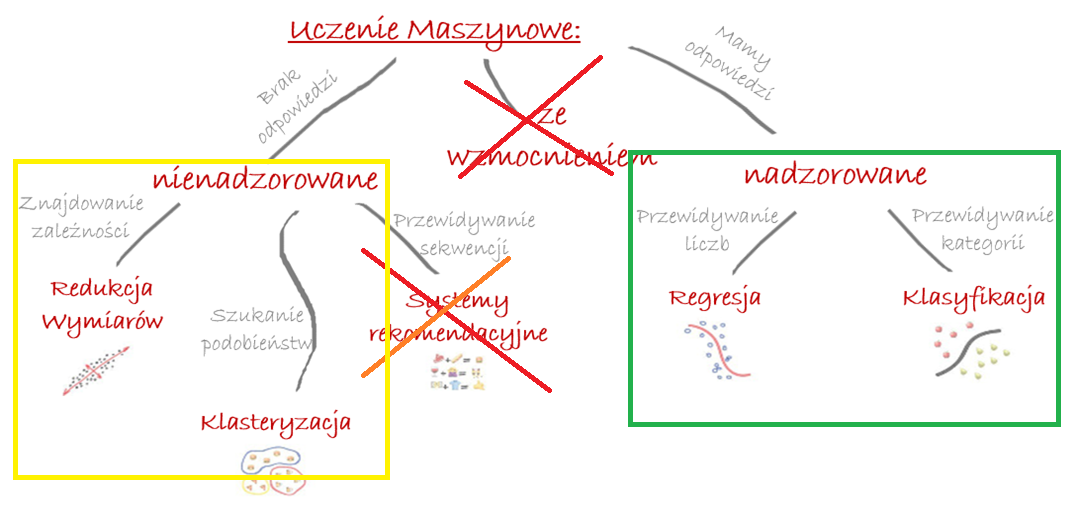 Uczenie Maszynowe:
Brak
odpowiedzi
Mamy
odpowiedzi
ze
wzmocnieniem
nienadzorowane
nadzorowane
Znajdowanie
zależności
Przewidywanie
sekwencji
Przewidywanie
liczb
Przewidywanie
kategorii
Redukcja
Wymiarów
Szukanie
podobieństw
Systemy
rekomendacyjne
Regresja
Klasyfikacja
Klasteryzacja